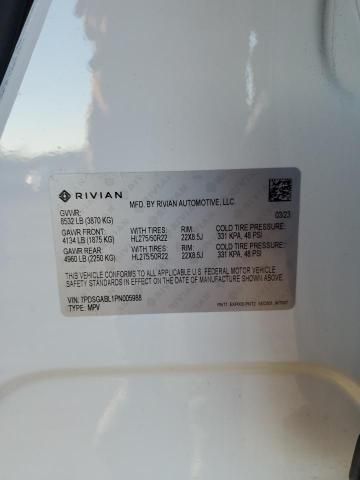 RIVIAN
MFD. BY RIVIAN AUTOMOTIVE, LLC.
GVWR: 03/23
8532 LB (3870 KG)
GAWR FRONT: WITH TIRES: RIM: COLD TIRE PRESSURE:
4134 LB (1875 KG) HL275/50R22 22X8.5J 331 KPA, 48 PSI
GAWR REAR: WITH TIRES: RIM: COLD TIRE PRESSURE:
4960 LB (2250 KG) HL275/50R22 22X8.5J 331 KPA, 48 PSI
THIS VEHICLE CONFORMS TO ALL APPLICABLE U.S. FEDERAL MOTOR VEHICLE
SAFETY STANDARDS IN EFFECT ON THE DATE OF MANUFACTURE SHOWN ABOVE.
VIN: 7PDSGABL1PN005988
TYPE: MPV